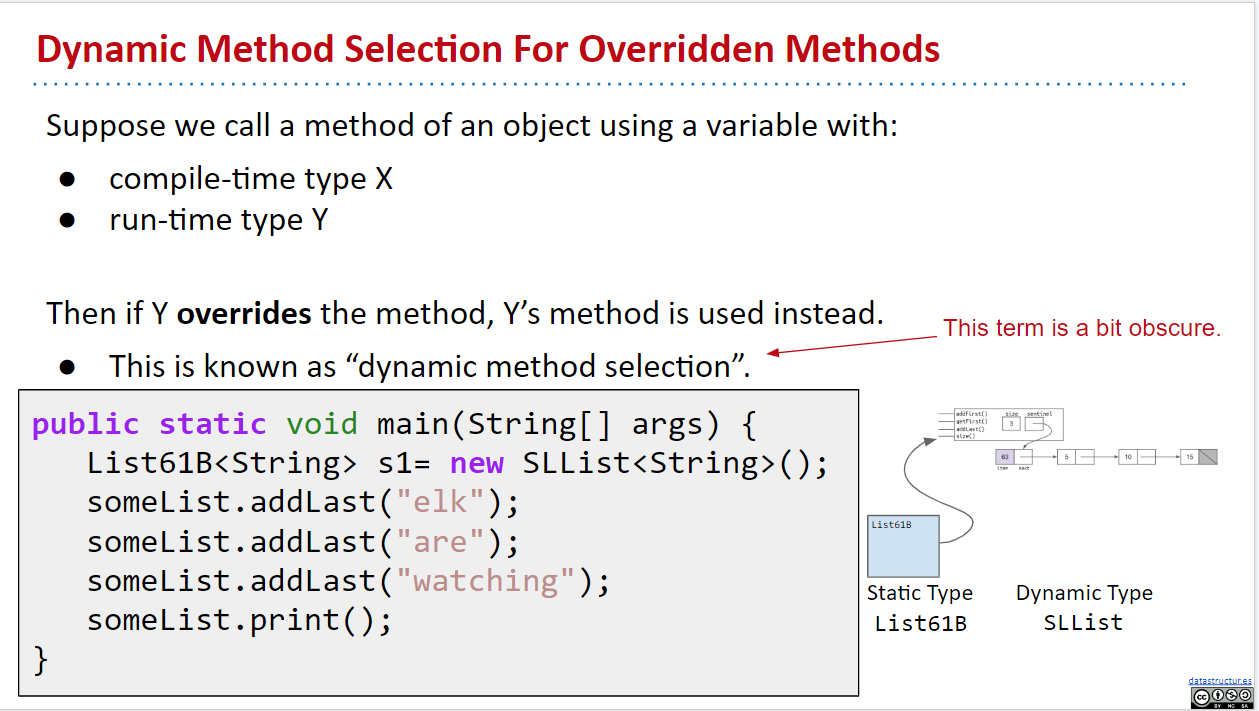 Dynamic Method Selection For Overridden Methods
Suppose we call a method of an object using a variable with:
● compile-time type X
● run-time type Y
Then if Y overrides the method, Y’s method is used instead.
This term is a bit obscure.
● This is known as “dynamic method selection”.
public static void main(String[] args) {
List61B<String> s1= new SLList<String>();
someList.addLast("elk");
someList.addLast("are");
someList.addLast("watching");
someList.print();
}
addFirst() size sentinel
getFirst() 3
addLast()
size()
63 5 10 15
item next
List61B
Static Type Dynamic Type
List61B SLList
datastructur.es
cc
BY NC SA